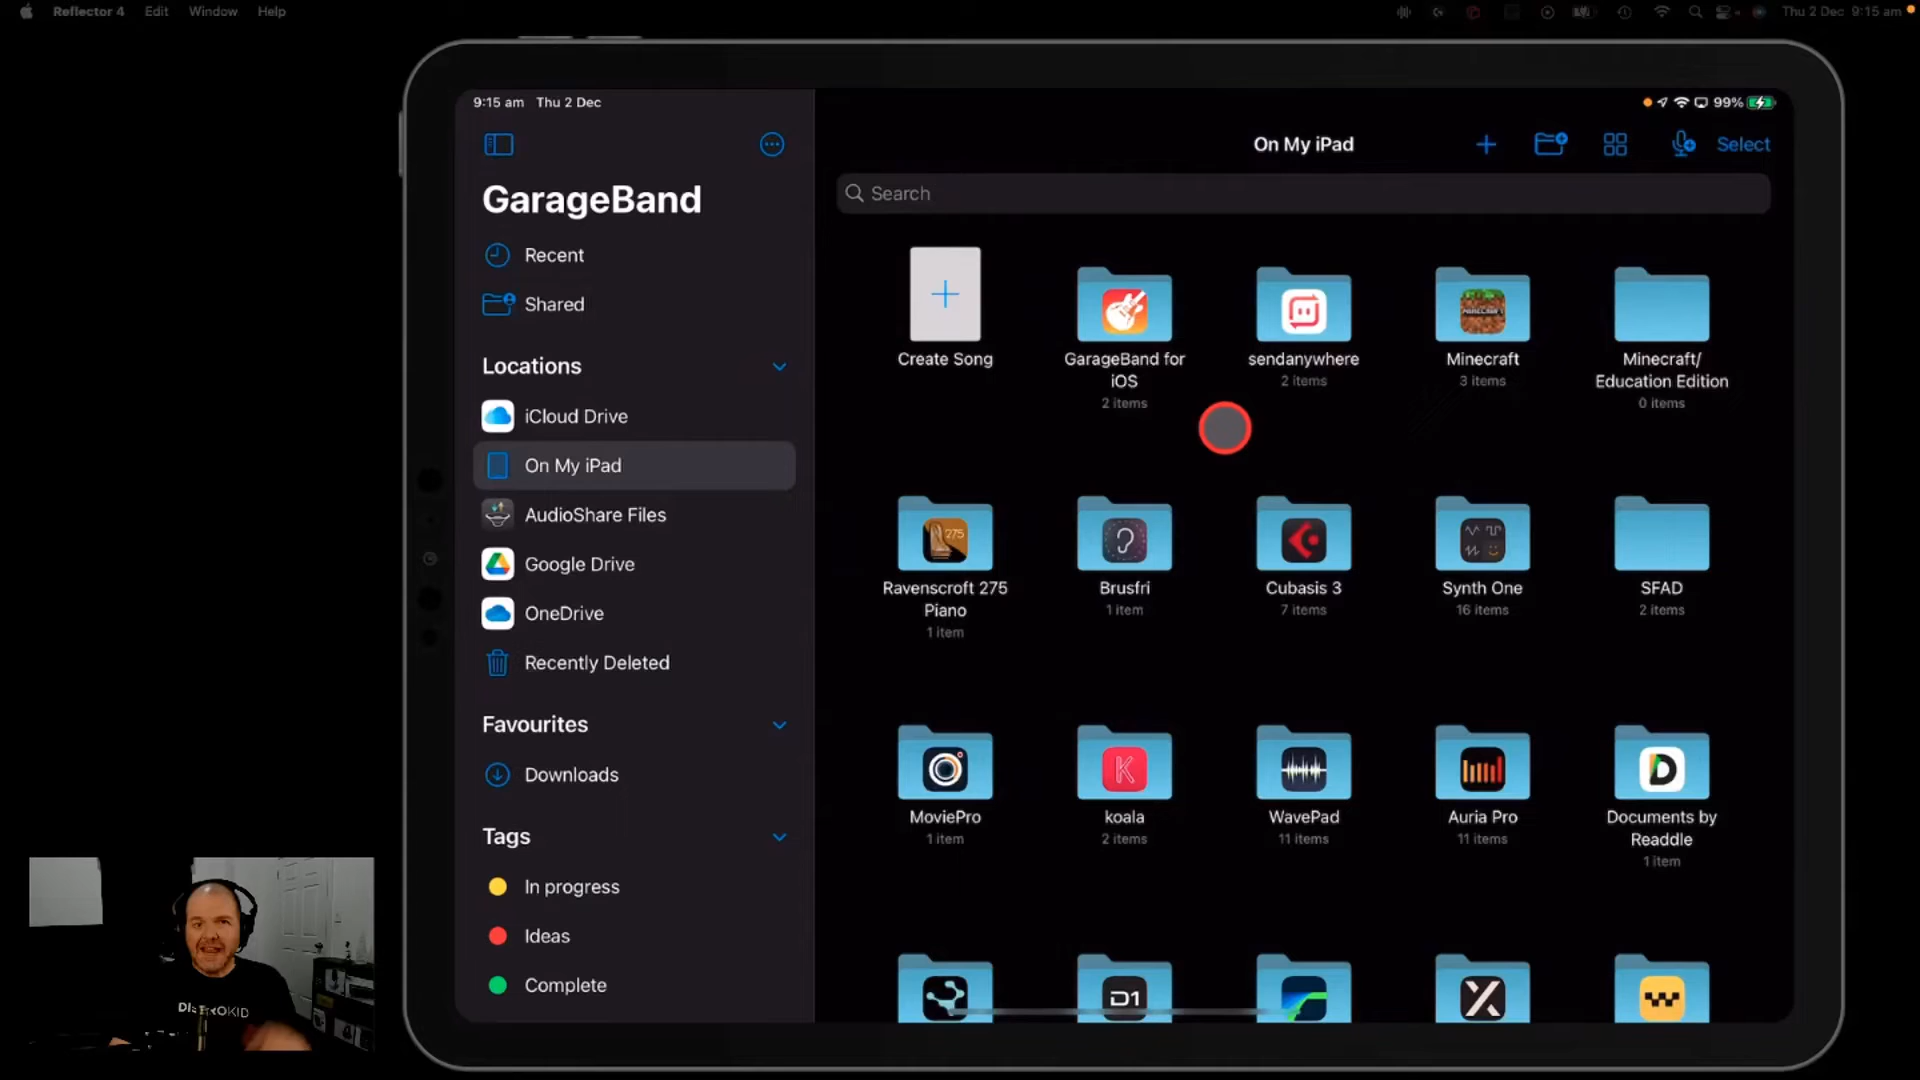 Reflector 4 Edit Window Help
Thu 2 Dec 9:15 am
9:15 am Thu 2 Dec
99%
On My iPad
Select
GarageBand
Search
Recent
Shared
Locations
iCloud Drive
On My iPad
AudioShare Files
Google Drive
OneDrive
Recently Deleted
Favourites
Downloads
Tags
In progress
Ideas
Complete
Create Song
GarageBand for
iOS
2 items
sendanywhere
2 items
MINECRAFT
Minecraft
3 items
Minecraft/
Education Edition
0 items
275
Ravenscroft 275
Piano
1 item
Brusfri
1 item
Cubasis 3
7 items
Synth One
16 items
SFAD
2 items
MoviePro
1 item
K
koala
2 items
WavePad
11 items
Auria Pro
11 items
D
Documents by
Readdle
1 item
D1
DISTROKID